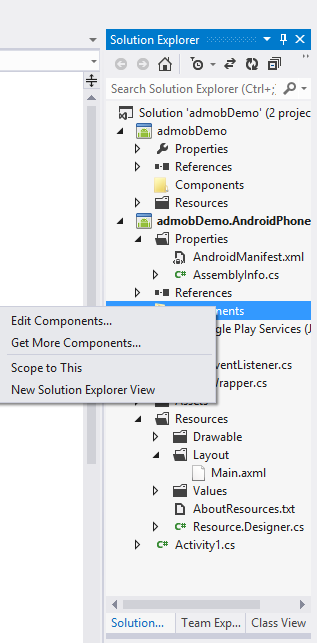 Solution Explorer
Search Solution Explorer (Ctrl+;
Solution 'admobDemo' (2 projec
admobDemo
Properties
References
Components
Resources
admobDemo.AndroidPhone
Properties
AndroidManifest.xml
AssemblyInfo.cs
References
nents
Edit Components...
gle Play Services (J
Get More Components...
Scope to This
ventListener.cs
New Solution Explorer View
rapper.cs
Assets
Resources
Drawable
Layout
Main.axml
Values
AboutResources.txt
Resource.Designer.cs
Activity1.cs
Solution...
Team Exp...
Class View